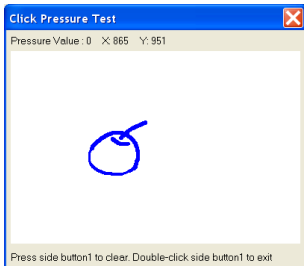 Click Pressure Test
Pressure Value : 0 X: 865 Y: 951
Press side button1 to clear. Double-click side button1 to exit